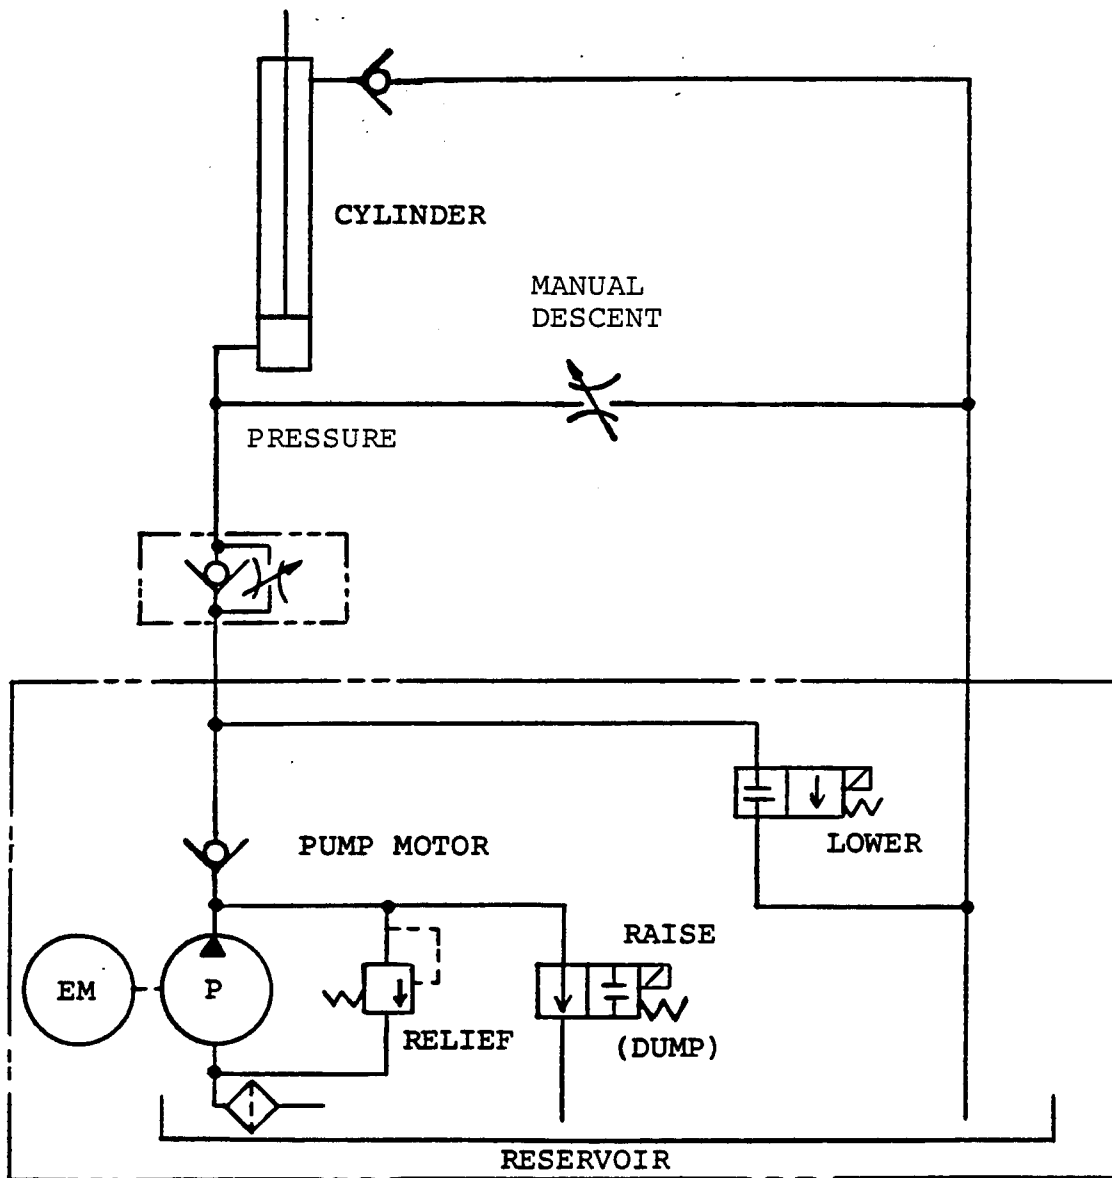 CYLINDER
MANUAL
DESCENT
PRESSURE
LOWER
PUMP MOTOR
RAISE
EM
P
RELIEF
(DUMP)
RESERVOIR